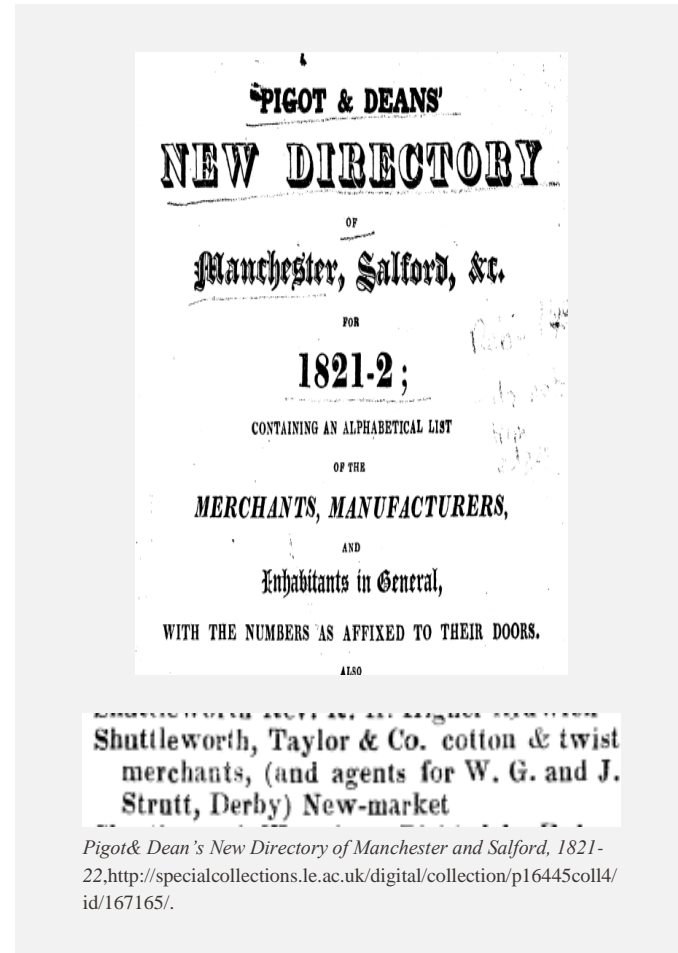 PIGOT & DEANS'
NEW DIRECTORY
OF
Manchester, Salford, &c.
FOR
1821-2;
CONTAINING AN ALPHABETICAL LIST
OF THE
MERCHANTS, MANUFACTURERS,
AND
Inhabitants in General,
WITH THE NUMBERS AS AFFIXED TO THEIR DOORS.
ALSO
Shuttleworth, Taylor & Co. cotton & twist
merchants, (and agents for W. G. and J.
Strutt, Derby) New-market
Pigot& Dean’s New Directory of Manchester and Salford, 1821-
22,http://specialcollections.le.ac.uk/digital/collection/p16445coll4/
id/167165/.